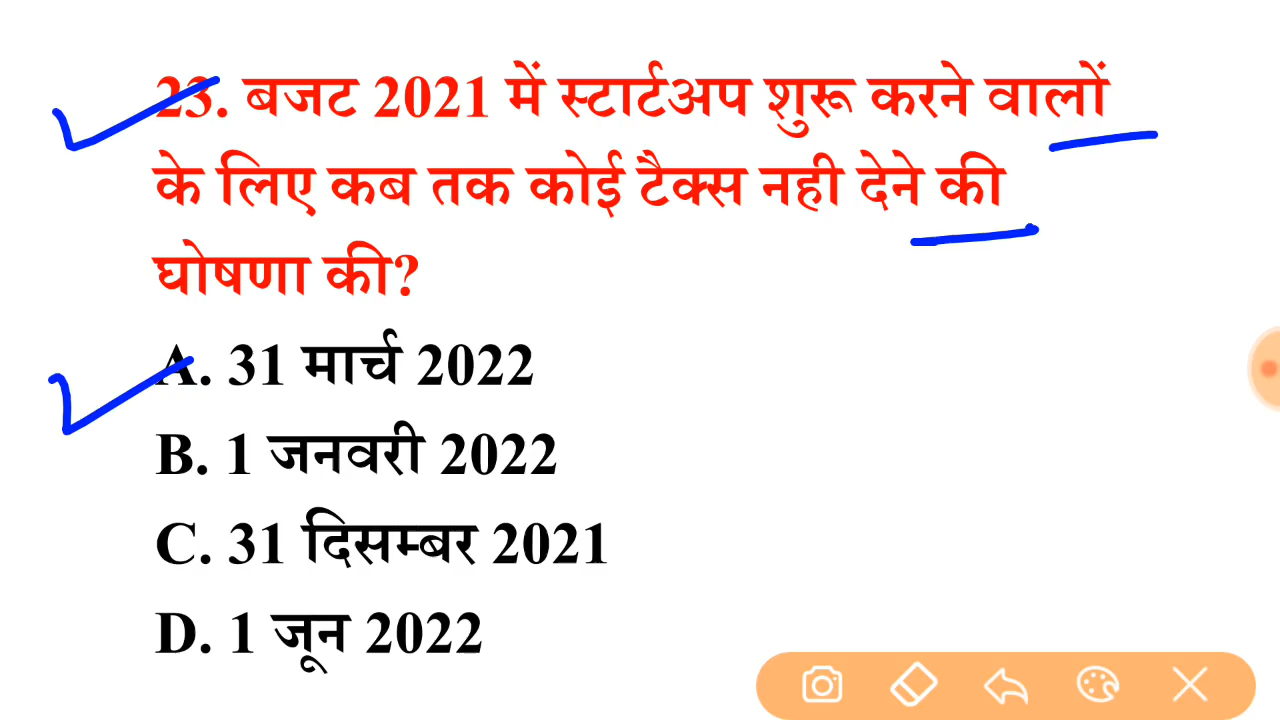 23. बजट 2021 में स्टार्टअप शुरू करने वालों
के लिए कब तक कोई टैक्स नही देने की
घोषणा की?
A. 31 मार्च 2022
B. 1 जनवरी 2022
C. 31 दिसम्बर 2021
D. 1 जून 2022